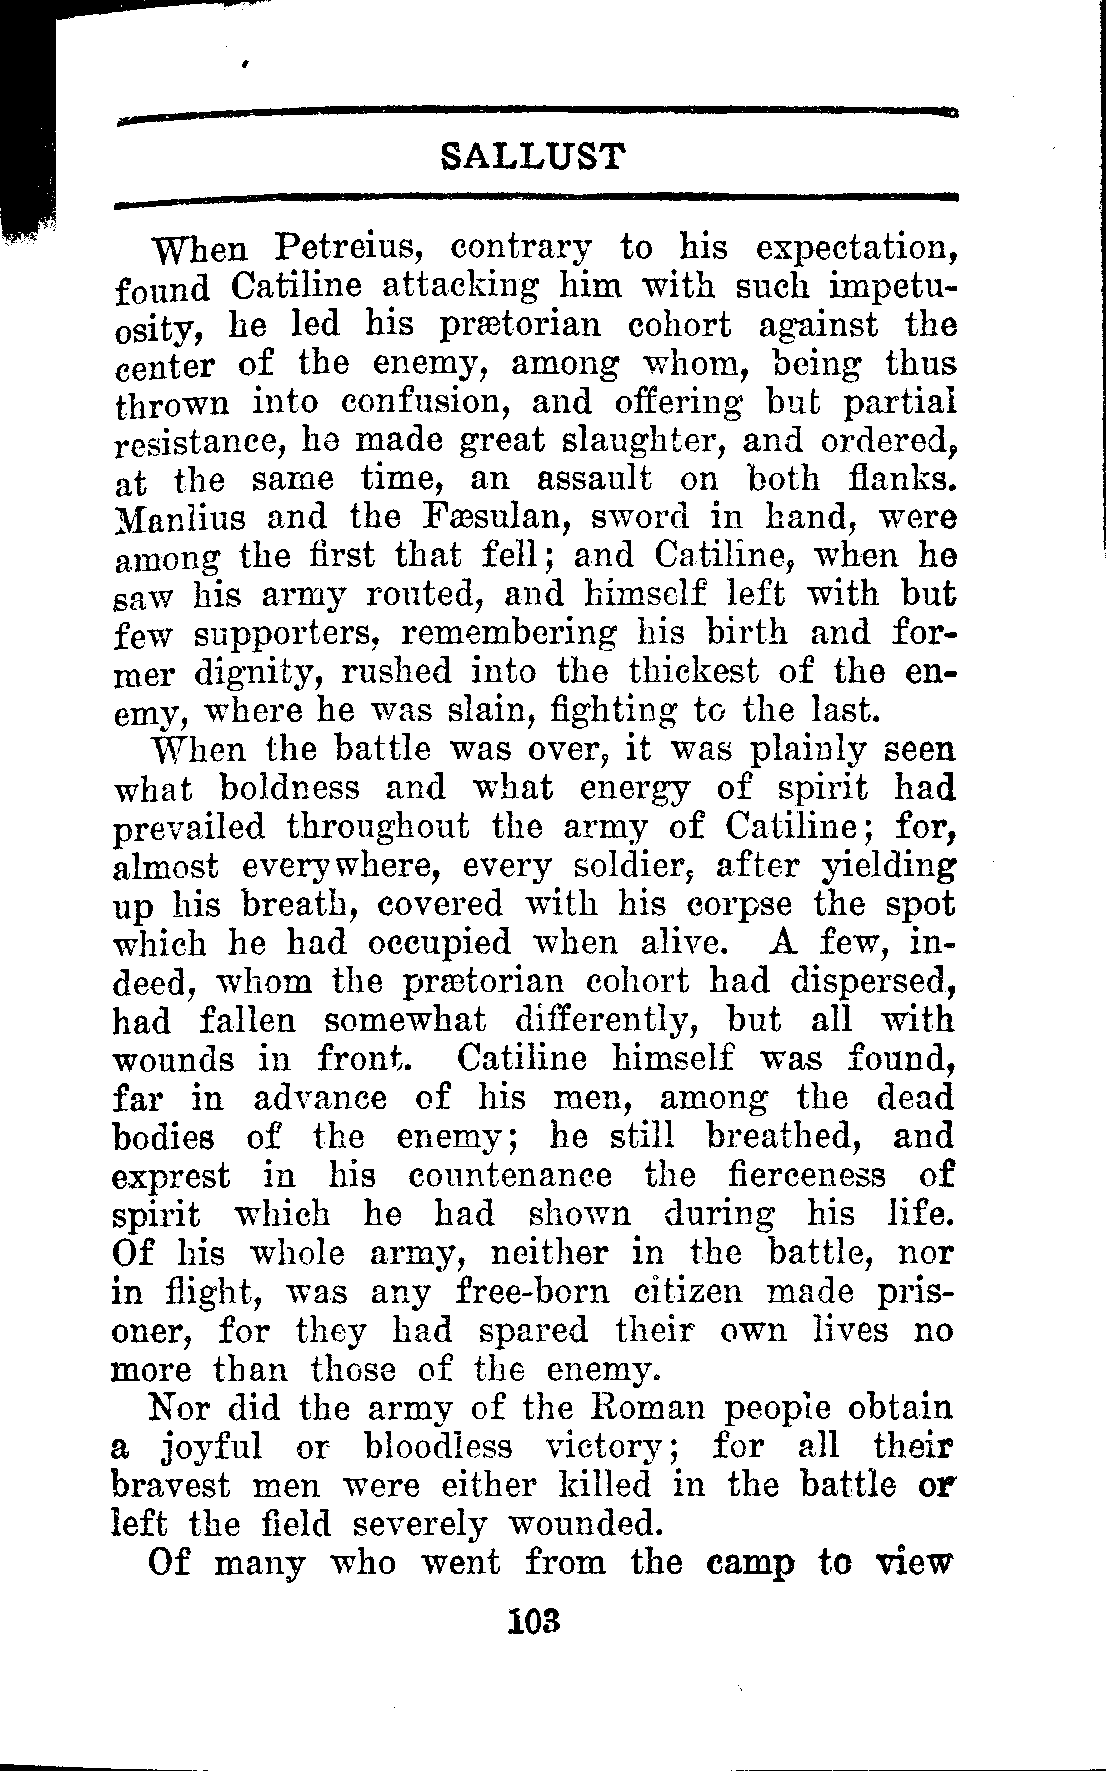 SALLUST
When Petreius, contrary to his expectation,
found Catiline attacking him with such impetu-
osity, he led his prætorian cohort against the
center of the enemy, among whom, being thus
thrown into confusion, and offering but partial
resistance, he made great slaughter, and ordered,
at the same time, an assault on both flanks.
Manlius and the Fæsulan, sword in hand, were
among the first that fell; and Catiline, when he
saw his army routed, and himself left with but
few supporters, remembering his birth and for-
mer dignity, rushed into the thickest of the en-
emy, where he was slain, fighting to the last.
When the battle was over, it was plainly seen
what boldness and what energy of spirit had
prevailed throughout the army of Catiline; for,
almost everywhere, every soldier, after yielding
up his breath, covered with his corpse the spot
which he had occupied when alive. A few, in-
deed, whom the prætorian cohort had dispersed,
had fallen somewhat differently, but all with
wounds in front. Catiline himself was found,
far in advance of his men, among the dead
bodies of the enemy; he still breathed, and
exprest in his countenance the fierceness of
spirit which he had shown during his life.
Of his whole army, neither in the battle, nor
in flight, was any free-born citizen made pris-
oner, for they had spared their own lives no
more than those of the enemy.
Nor did the army of the Roman people obtain
a joyful or bloodless victory; for all their
bravest men were either killed in the battle or
left the field severely wounded.
Of many who went from the camp to view
103